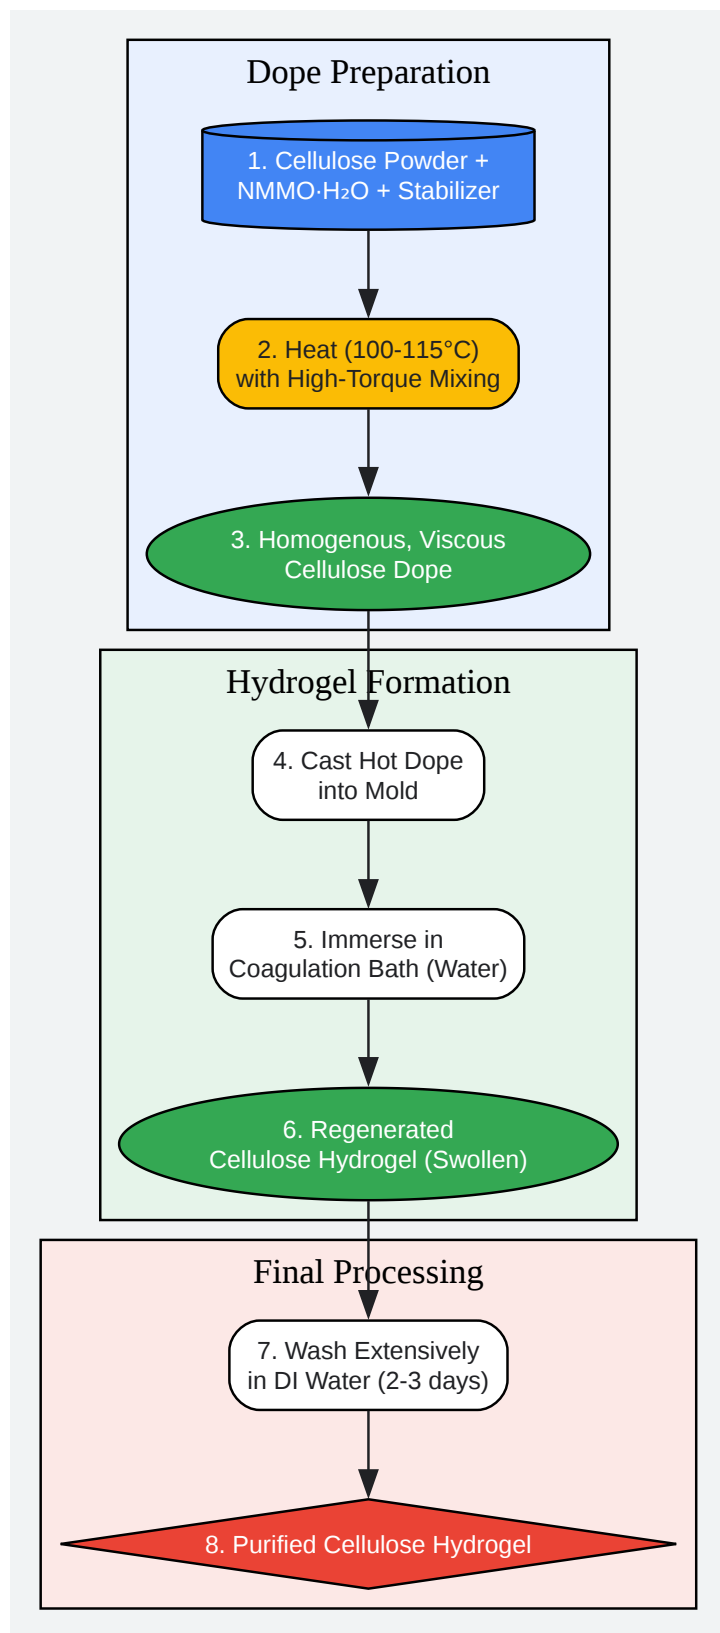 Dope Preparation
1. Cellulose Powder +
NMMO·H₂O + Stabilizer
2. Heat (100-115°C)
with High-Torque Mixing
3. Homogenous, Viscous
Cellulose Dope
Hydrogel Formation
4. Cast Hot Dope
into Mold
5. Immerse in
Coagulation Bath (Water)
6. Regenerated
Cellulose Hydrogel (Swollen)
Final Processing
7. Wash Extensively
in DI Water (2-3 days)
8. Purified Cellulose Hydrogel